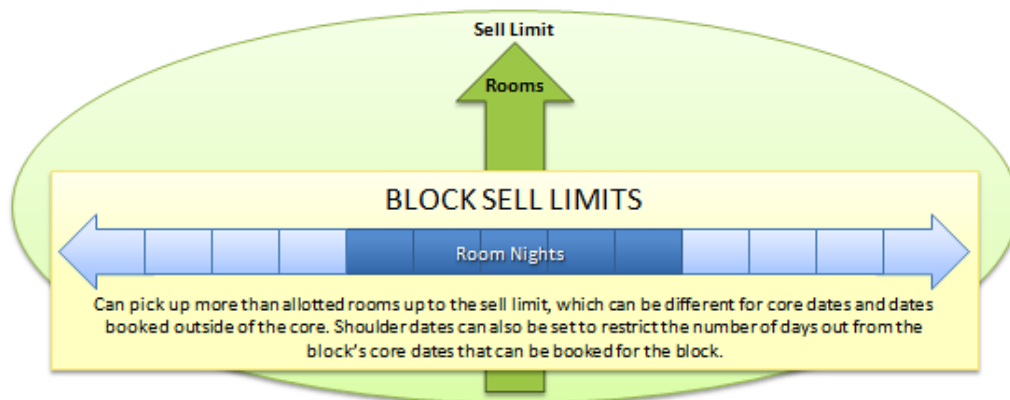 Sell Limit
Rooms
BLOCK SELL LIMITS
Room Nights
Can pick up more than allotted rooms up to the sell limit, which can be different for core dates and dates
booked outside of the core. Shoulder dates can also be set to restrict the number of days out from the
block's core dates that can be booked for the block.